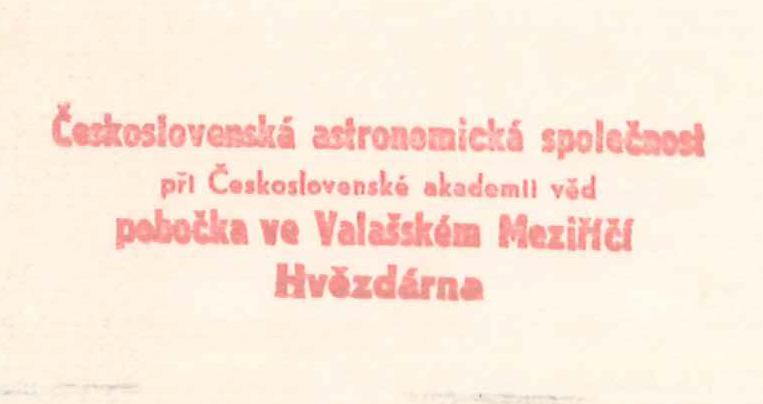 Československá astronomická společnost
při Československé akademii věd
pobočka ve Valašském Meziříčí
Hvězdárna